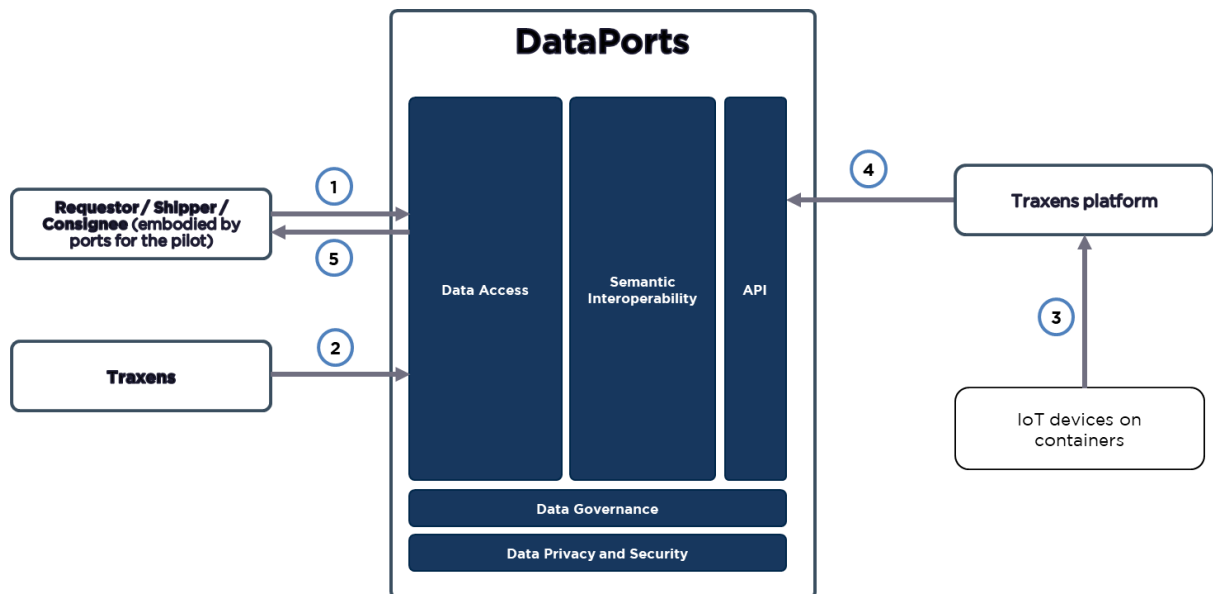 DataPorts
1
Requestor / Shipper /
Consignee (embodied by
ports for the pilot)
5
2
Traxens
Data Access
Semantic
Interoperability
API
Data Governance
Data Privacy and Security
4
Traxens platform
3
IoT devices on
containers